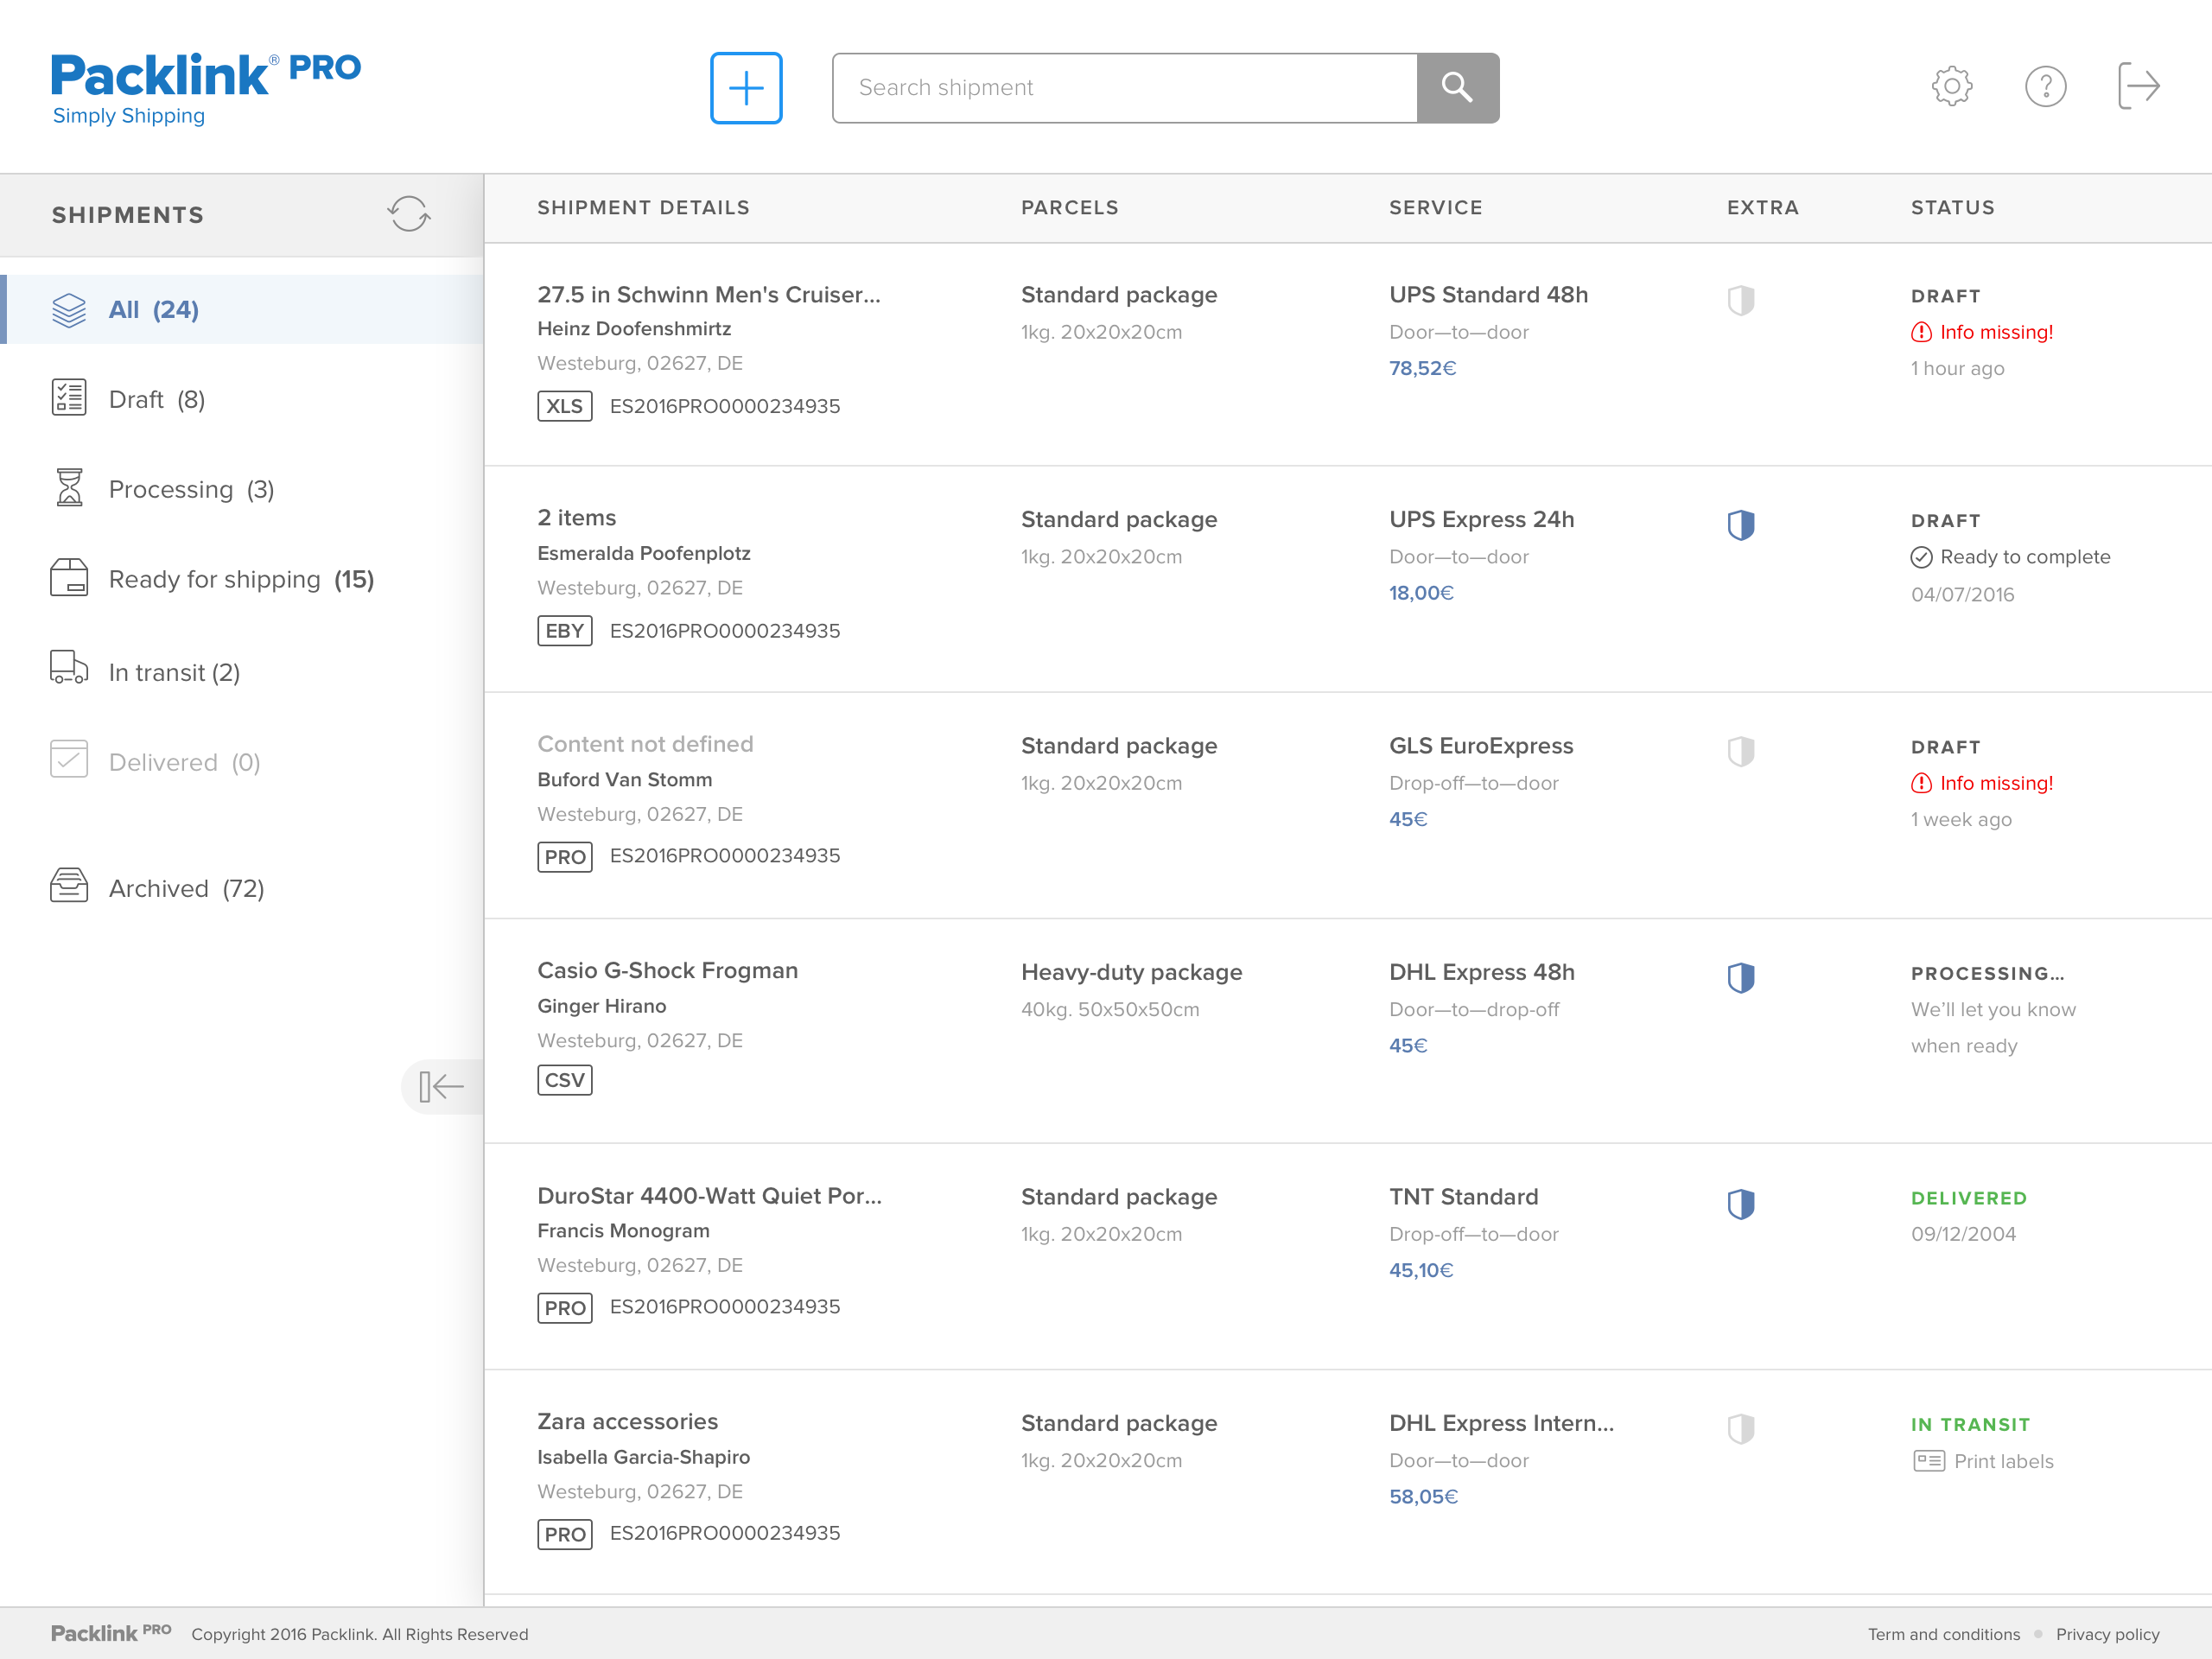 Packlink® PRO
Simply Shipping
Search shipment
SHIPMENTS
All (24)
Draft (8)
Processing (3)
Ready for shipping (15)
In transit (2)
Delivered (0)
Archived (72)
SHIPMENT DETAILS PARCELS SERVICE EXTRA STATUS
27.5 in Schwinn Men's Cruiser... Standard package UPS Standard 48h DRAFT
Heinz Doofenshmirtz 1kg. 20x20x20cm Door—to—door Info missing!
Westeburg, 02627, DE 78,52€ 1 hour ago
XLS ES2016PRO0000234935
2 items Standard package UPS Express 24h DRAFT
Esmeralda Poofenplotz 1kg. 20x20x20cm Door—to—door Ready to complete
Westeburg, 02627, DE 18,00€ 04/07/2016
EBY ES2016PRO0000234935
Content not defined Standard package GLS EuroExpress DRAFT
Buford Van Stomm 1kg. 20x20x20cm Drop-off—to—door Info missing!
Westeburg, 02627, DE 45€ 1 week ago
PRO ES2016PRO0000234935
Casio G-Shock Frogman Heavy-duty package DHL Express 48h PROCESSING...
Ginger Hirano 40kg. 50x50x50cm Door—to—drop-off We'll let you know
Westeburg, 02627, DE 45€ when ready
CSV
DuroStar 4400-Watt Quiet Por... Standard package TNT Standard DELIVERED
Francis Monogram 1kg. 20x20x20cm Drop-off—to—door 09/12/2004
Westeburg, 02627, DE 45,10€
PRO ES2016PRO0000234935
Zara accessories Standard package DHL Express Intern... IN TRANSIT
Isabella Garcia-Shapiro 1kg. 20x20x20cm Door—to—door Print labels
Westeburg, 02627, DE 58,05€
PRO ES2016PRO0000234935
Packlink PRO Copyright 2016 Packlink. All Rights Reserved Term and conditions Privacy policy